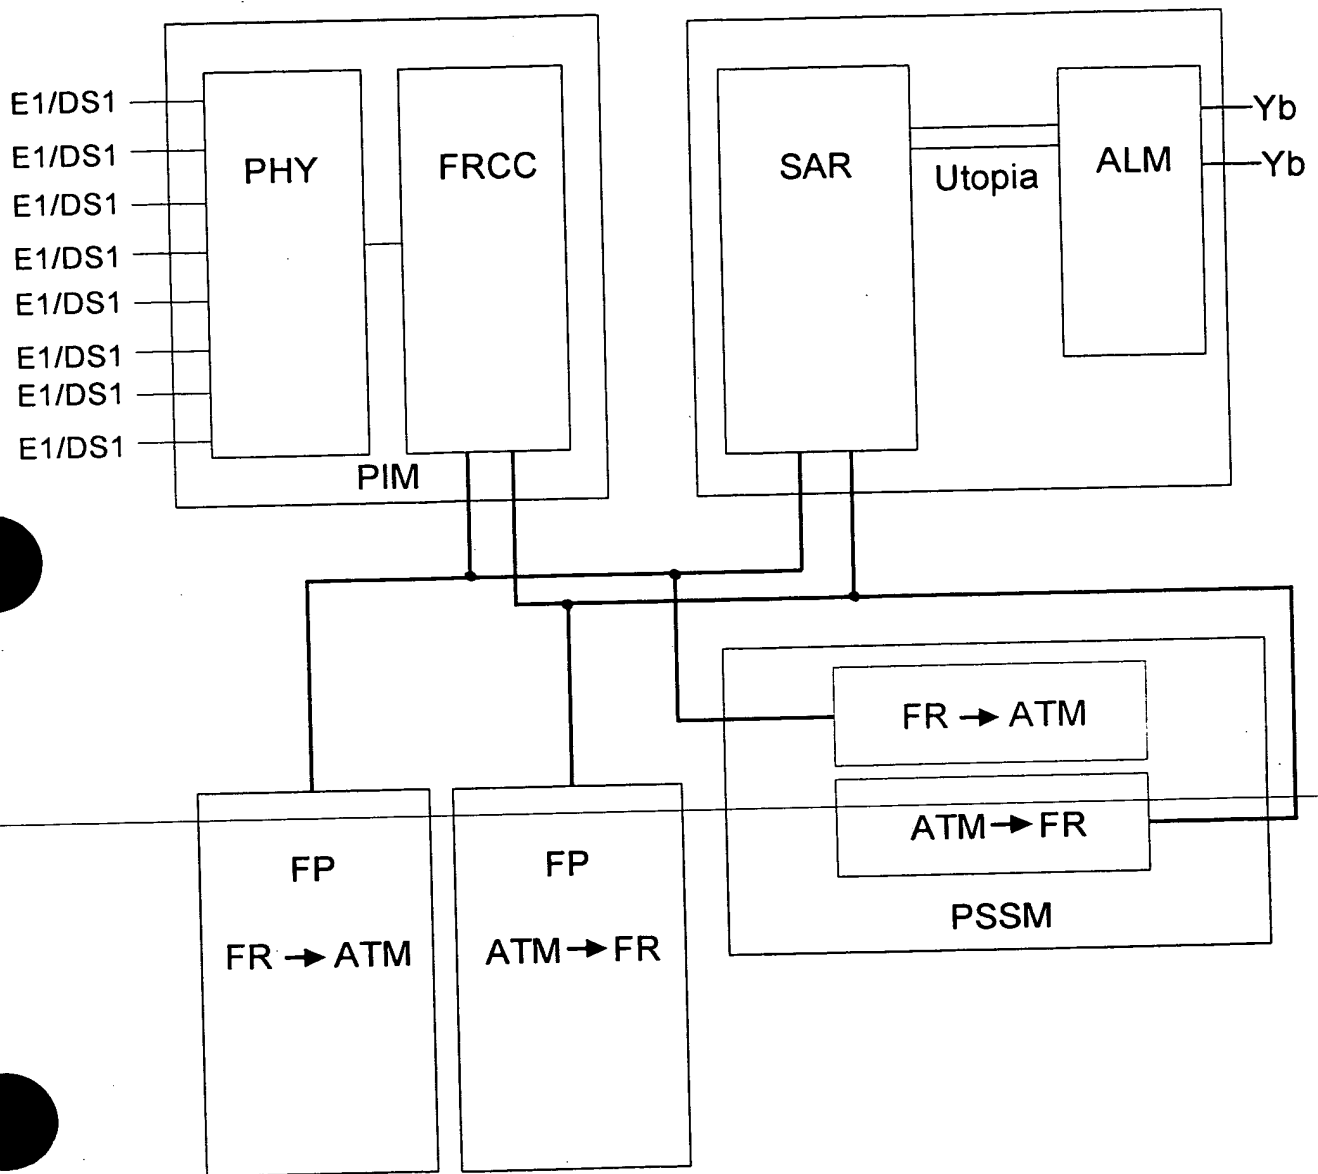 E1/DS1
E1/DS1
E1/DS1
E1/DS1
E1/DS1
E1/DS1
E1/DS1
E1/DS1
PHY
FRCC
PIM
SAR
Utopia
ALM
Yb
Yb
FR → ATM
ATM → FR
PSSM
FP
FR → ATM
FP
ATM → FR